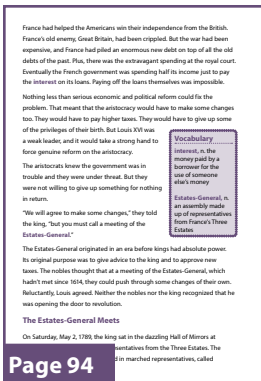 France had helped the Americans win their independence from the British.
France's old enemy, Great Britain, had been crippled. But the war had been
expensive, and France had piled an enormous new debt on top of all the old
debts of the past. Plus, there was the extravagant spending at the royal court.
Eventually the French government was spending half its income just to pay
the interest on its loans. Paying off the loans themselves was impossible.
Nothing less than serious economic and political reform could fix the
problem. That meant that the aristocracy would have to make some changes
too. They would have to pay higher taxes. They would have to give up some
of the privileges of their birth. But Louis XVI was
a weak leader, and it would take a strong hand to
force genuine reform on the aristocracy.
The aristocrats knew the government was in
trouble and they were under threat. But they
were not willing to give up something for nothing
in return.
"We will agree to make some changes," they told
the king, "but you must call a meeting of the
Estates-General."
Vocabulary
interest, n. the
money paid by a
borrower for the
use of someone
else's money
Estates-General, n.
an assembly made
up of representatives
from France's Three
Estates
The Estates-General originated in an era before kings had absolute power.
Its original purpose was to give advice to the king and to approve new
taxes. The nobles thought that at a meeting of the Estates-General, which
hadn't met since 1614, they could push through some changes of their own.
Reluctantly, Louis agreed. Neither the nobles nor the king recognized that he
was opening the door to revolution.
The Estates-General Meets
On Saturday, May 2, 1789, the king sat in the dazzling Hall of Mirrors at
representatives from the Three Estates. The
in marched representatives, called
Page 94